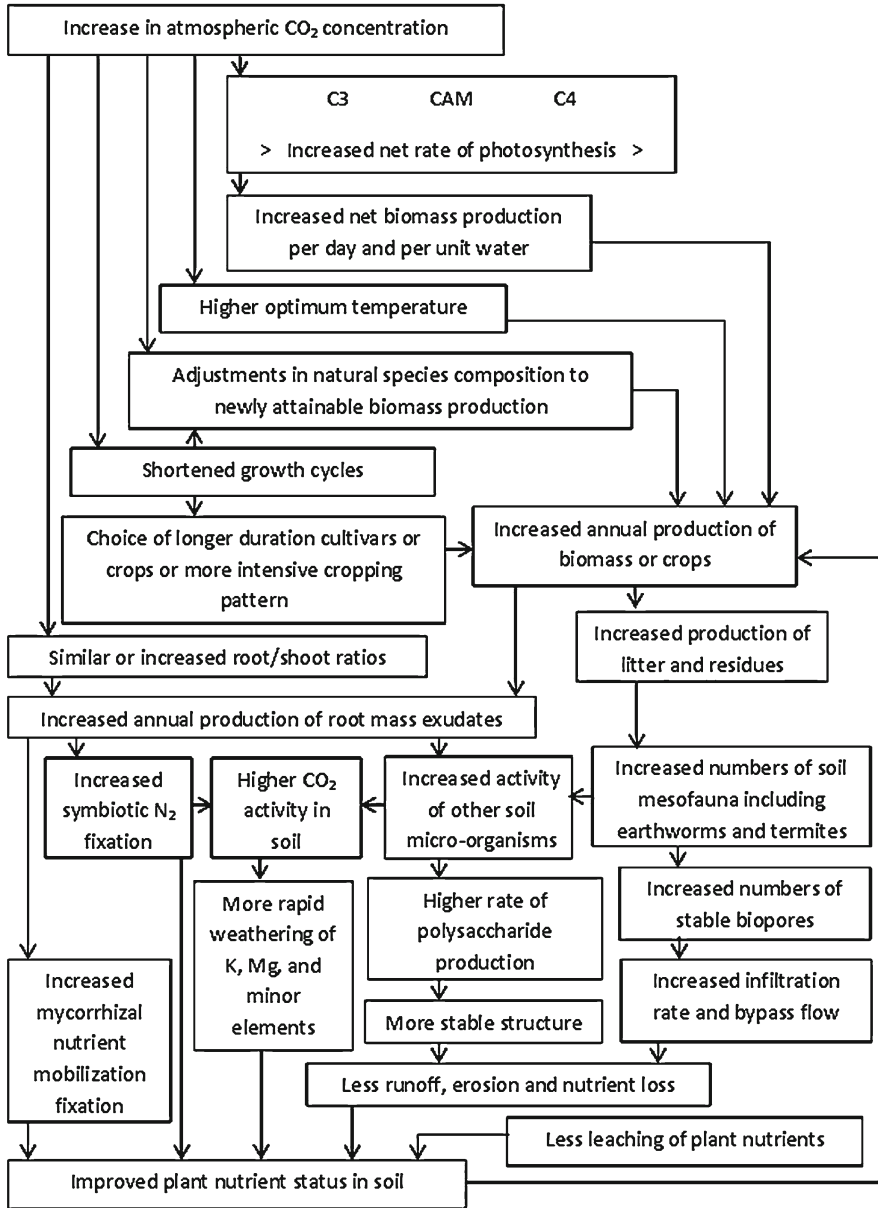 Increase in atmospheric CO₂ concentration
C3 CAM C4
> Increased net rate of photosynthesis >
Increased net biomass production
per day and per unit water
Higher optimum temperature
Adjustments in natural species composition to
newly attainable biomass production
Shortened growth cycles
Choice of longer duration cultivars or
crops or more intensive cropping
pattern
Increased annual production of
biomass or crops
Increased production of
litter and residues
Similar or increased root/shoot ratios
Increased annual production of root mass exudates
Increased
symbiotic N₂
fixation
Higher CO₂
activity in
soil
Increased activity
of other soil
micro-organisms
Increased numbers of soil
mesofauna including
earthworms and termites
More rapid
weathering of
K, Mg, and
minor
elements
Higher rate of
polysaccharide
production
Increased numbers of
stable biopores
Increased
mycorrhizal
nutrient
mobilization
fixation
More stable structure
Increased infiltration
rate and bypass flow
Less runoff, erosion and nutrient loss
Less leaching of plant nutrients
Improved plant nutrient status in soil